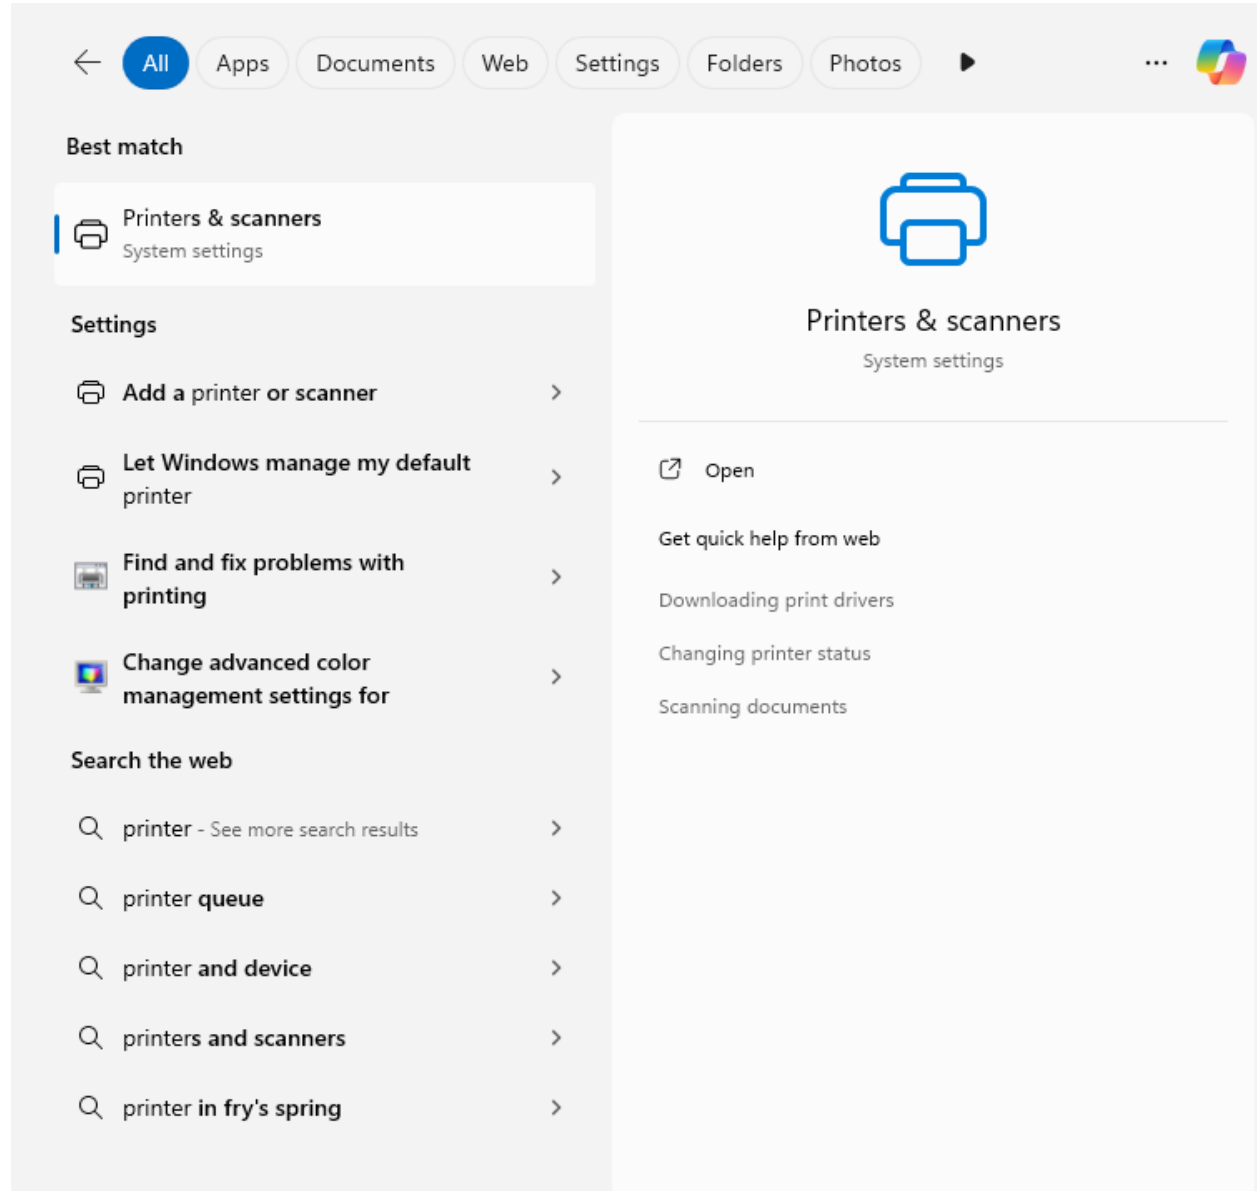 All
Apps
Documents
Web
Settings
Folders
Photos
Best match
Printers & scanners
System settings
Settings
Add a printer or scanner
Let Windows manage my default
printer
Find and fix problems with
printing
Change advanced color
management settings for
Search the web
printer - See more search results
printer queue
printer and device
printers and scanners
printer in fry's spring
Printers & scanners
System settings
Open
Get quick help from web
Downloading print drivers
Changing printer status
Scanning documents